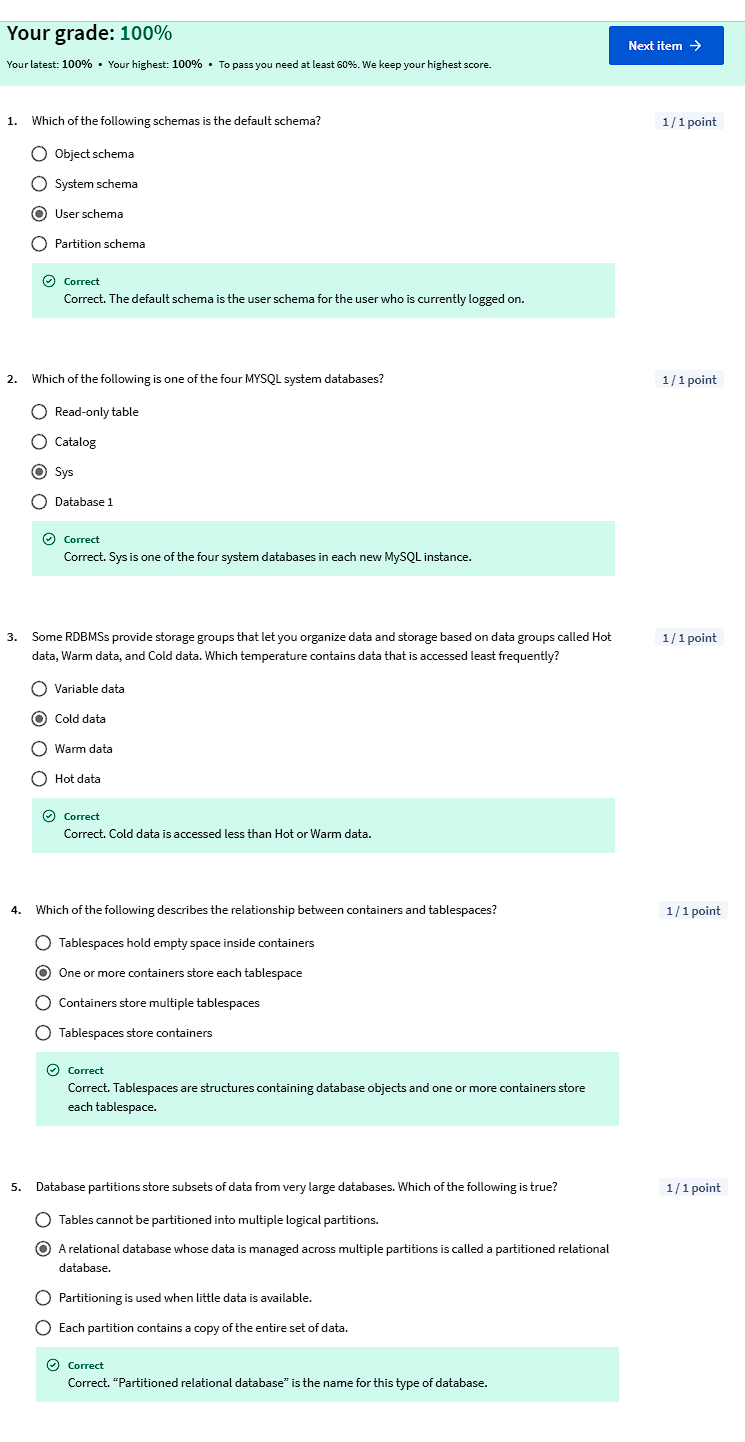 Your grade: 100%
Next item →
Your latest: 100% • Your highest: 100% • To pass you need at least 60%. We keep your highest score.
1. Which of the following schemas is the default schema?
1 / 1 point
Object schema
System schema
User schema
Partition schema
Correct
Correct. The default schema is the user schema for the user who is currently logged on.
2. Which of the following is one of the four MYSQL system databases?
1 / 1 point
Read-only table
Catalog
Sys
Database 1
Correct
Correct. Sys is one of the four system databases in each new MySQL instance.
3. Some RDBMSs provide storage groups that let you organize data and storage based on data groups called Hot
data, Warm data, and Cold data. Which temperature contains data that is accessed least frequently?
1 / 1 point
Variable data
Cold data
Warm data
Hot data
Correct
Correct. Cold data is accessed less than Hot or Warm data.
4. Which of the following describes the relationship between containers and tablespaces?
1 / 1 point
Tablespaces hold empty space inside containers
One or more containers store each tablespace
Containers store multiple tablespaces
Tablespaces store containers
Correct
Correct. Tablespaces are structures containing database objects and one or more containers store
each tablespace.
5. Database partitions store subsets of data from very large databases. Which of the following is true?
1 / 1 point
Tables cannot be partitioned into multiple logical partitions.
A relational database whose data is managed across multiple partitions is called a partitioned relational
database.
Partitioning is used when little data is available.
Each partition contains a copy of the entire set of data.
Correct
Correct. “Partitioned relational database” is the name for this type of database.